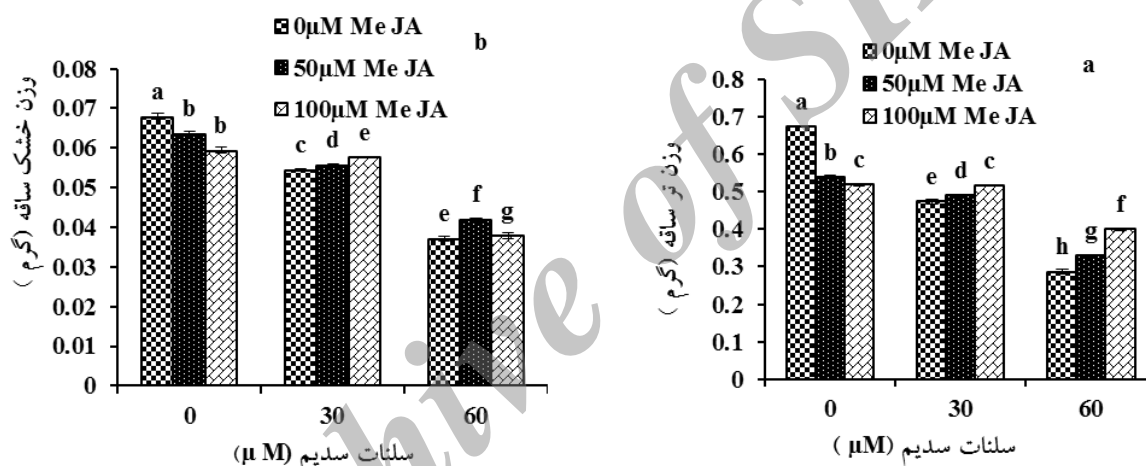 b
0µM Me JA
50µM Me JA
100µM Me JA
وزن خشک ساقه (گرم )
0.08
0.07
0.06
0.05
0.04
0.03
0.02
0.01
0
a b b
c d e
e f g
0 30 60
سلنات سدیم (µ M)
a
0µM Me JA
50µM Me JA
100µM Me JA
وزن تر ساقه (گرم )
0.8
0.7
0.6
0.5
0.4
0.3
0.2
0.1
0
a b c
e d c
h g f
0 30 60
سلنات سدیم (µM )
hive of SI